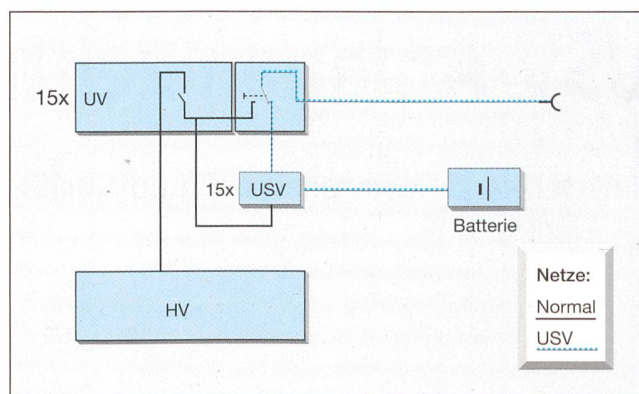 15x UV
15x USV
Batterie
HV
Netze:
Normal
USV